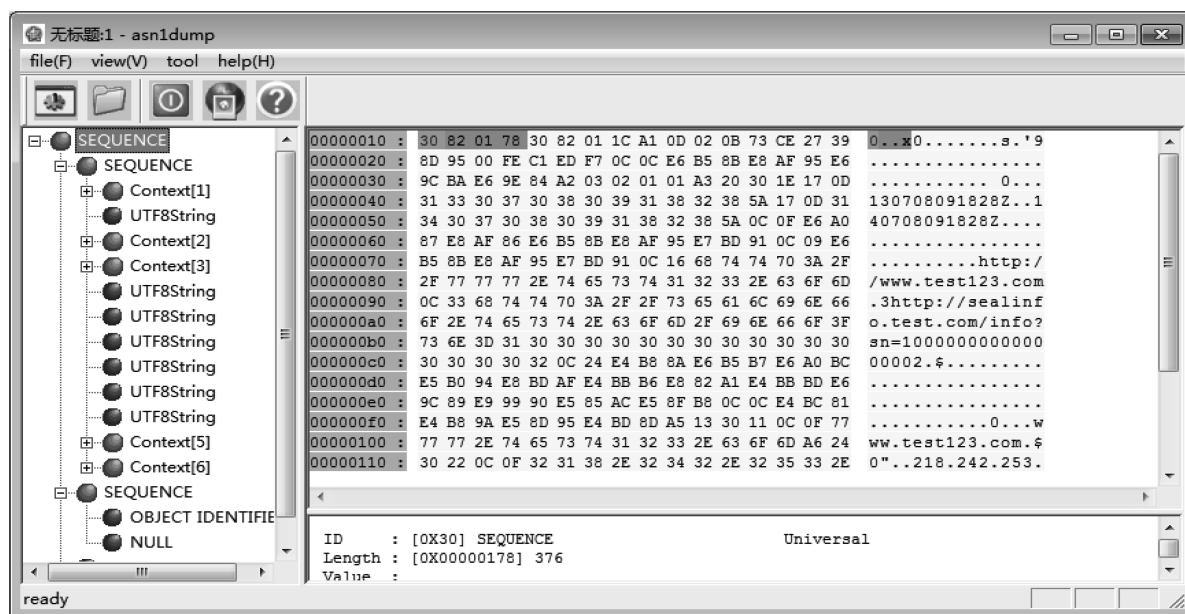 无标题:1 - asn1dump
file(F) view(V) tool help(H)
SEQUENCE
SEQUENCE
Context[1]
UTF8String
Context[2]
Context[3]
UTF8String
UTF8String
UTF8String
UTF8String
UTF8String
UTF8String
Context[5]
Context[6]
SEQUENCE
OBJECT IDENTIFIE
NULL
00000010 : 30 82 01 78 30 82 01 1C A1 0D 02 0B 73 CE 27 39 0..x0.......s.'9
00000020 : 8D 95 00 FE C1 ED F7 0C 0C E6 B5 8B E8 AF 95 E6 ................
00000030 : 9C BA E6 9E 84 A2 03 02 01 01 A3 20 30 1E 17 0D ........... 0...
00000040 : 31 33 30 37 30 38 30 39 31 38 32 38 5A 17 0D 31 130708091828Z..1
00000050 : 34 30 37 30 38 30 39 31 38 32 38 5A 0C 0F E6 A0 40708091828Z....
00000060 : 87 E8 AF 86 E6 B5 8B E8 AF 95 E7 BD 91 0C 09 E6 ................
00000070 : B5 8B E8 AF 95 E7 BD 91 0C 16 68 74 74 70 3A 2F ..........http:/
00000080 : 2F 77 77 77 2E 74 65 73 74 31 32 33 2E 63 6F 6D /www.test123.com
00000090 : 0C 33 68 74 74 70 3A 2F 2F 73 65 61 6C 69 6E 66 .3http://sealinf
000000a0 : 6F 2E 74 65 73 74 2E 63 6F 6D 2F 69 6E 66 6F 3F o.test.com/info?
000000b0 : 73 6E 3D 31 30 30 30 30 30 30 30 30 30 30 30 30 sn=1000000000000
000000c0 : 30 30 30 30 32 0C 24 E4 B8 8A E6 B5 B7 E6 A0 BC 00002.$.........
000000d0 : E5 B0 94 E8 BD AF E4 BB B6 E8 82 A1 E4 BB BD E6 ................
000000e0 : 9C 89 E9 99 90 E5 85 AC E5 8F B8 0C 0C E4 BC 81 ................
000000f0 : E4 B8 9A E5 8D 95 E4 BD 8D A5 13 30 11 0C 0F 77 ...........0...w
00000100 : 77 77 2E 74 65 73 74 31 32 33 2E 63 6F 6D A6 24 ww.test123.com.$
00000110 : 30 22 0C 0F 32 31 38 2E 32 34 32 2E 32 35 33 2E 0"..218.242.253.
ID : [0X30] SEQUENCE Universal
Length : [0X00000178] 376
Value :
ready